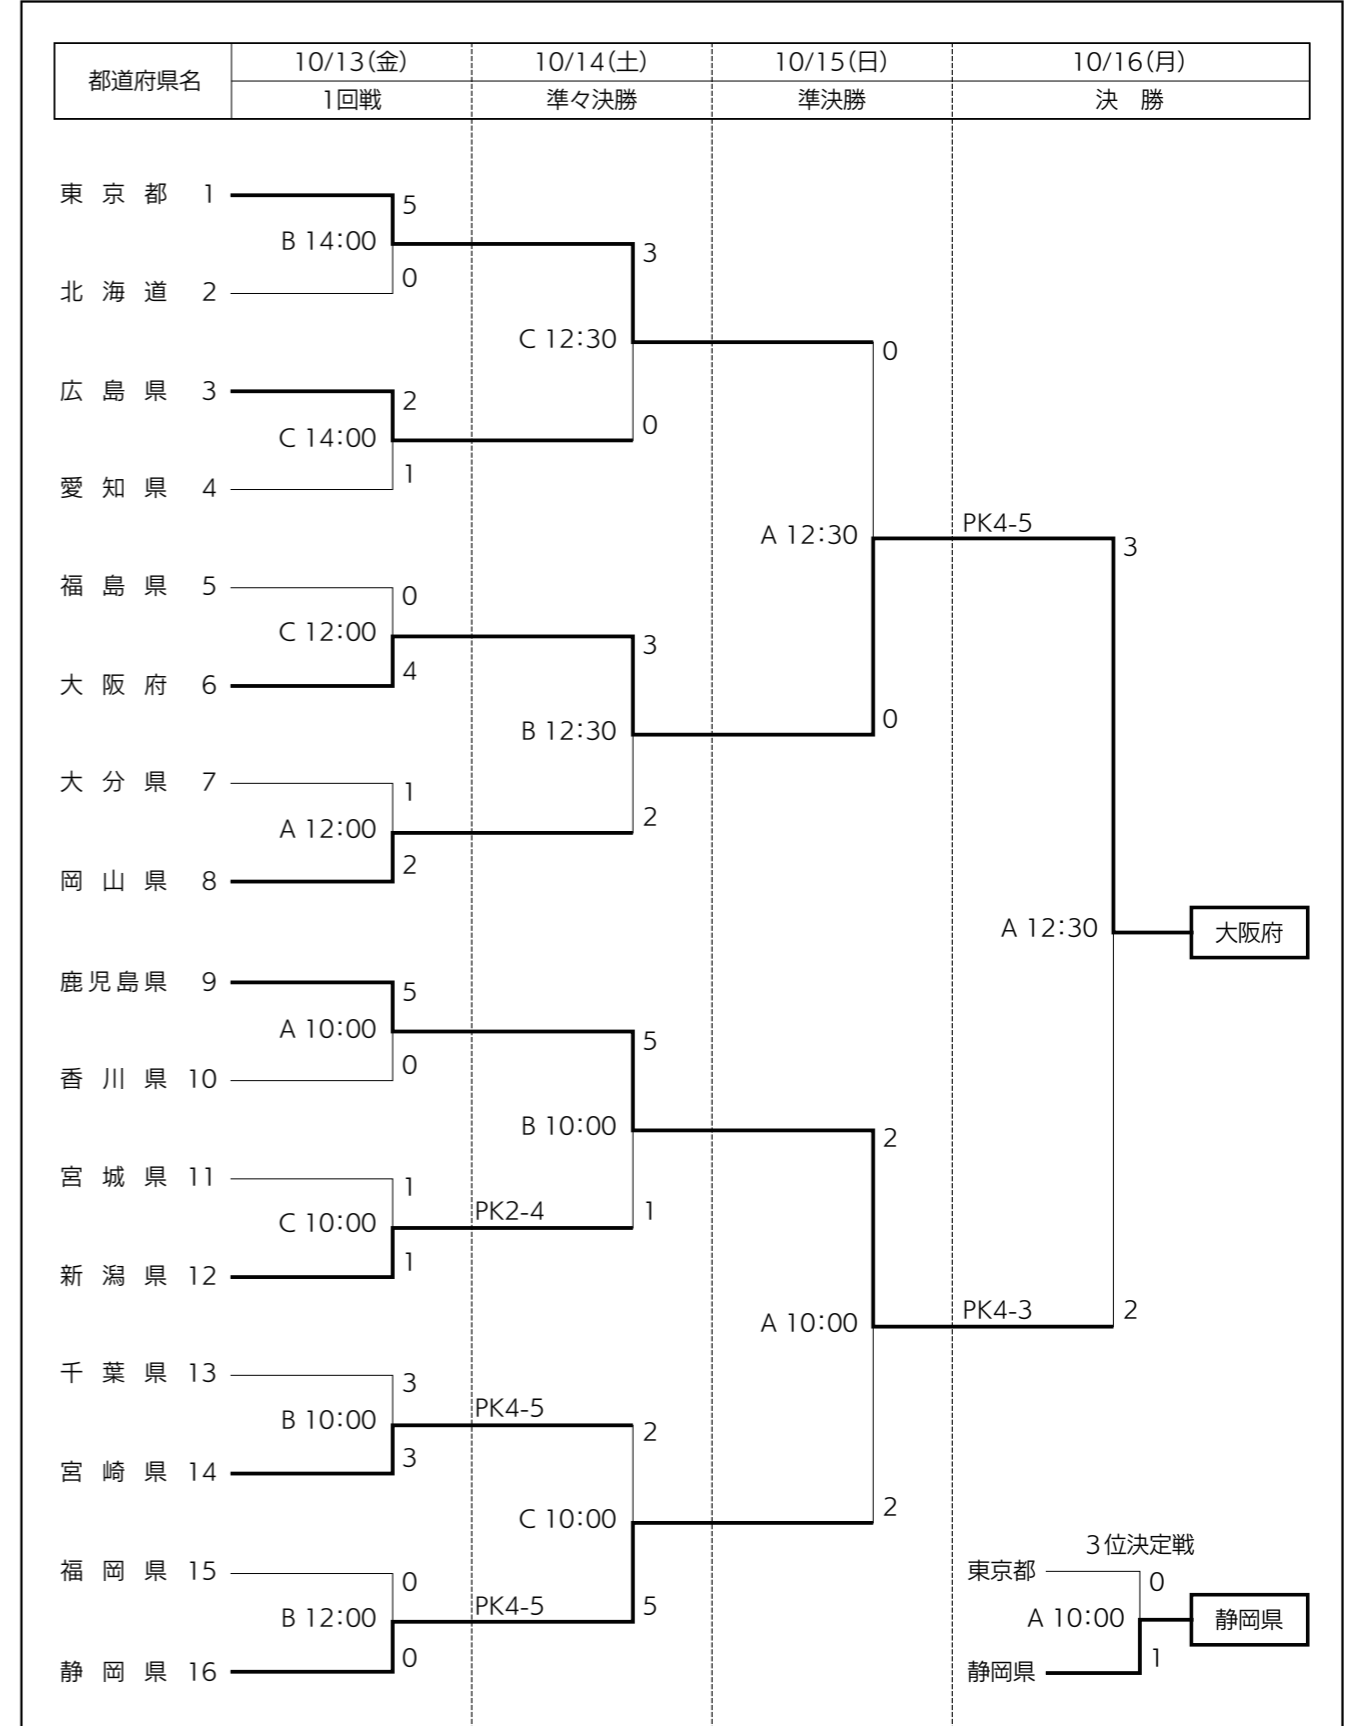 都道府県名 10/13(金) 10/14(土) 10/15(日) 10/16(月)
1回戦 準々決勝 準決勝 決 勝
東京都 1
5
B 14:00
3
0
北海道 2
C 12:30
0
広島県 3
2
C 14:00
0
1
愛知県 4
PK4-5
A 12:30
3
福島県 5
0
C 12:00
3
4
大阪府 6
0
B 12:30
大分県 7
1
A 12:00
2
2
岡山県 8
A 12:30
大阪府
鹿児島県 9
5
A 10:00
5
0
香川県 10
B 10:00
2
宮城県 11
1
PK2-4
1
C 10:00
1
新潟県 12
PK4-3
2
A 10:00
千葉県 13
3
PK4-5
B 10:00
2
3
宮崎県 14
2
C 10:00
3位決定戦
福岡県 15
東京都
0
0
PK4-5
5
B 12:00
A 10:00
静岡県
0
1
静岡県 16
静岡県